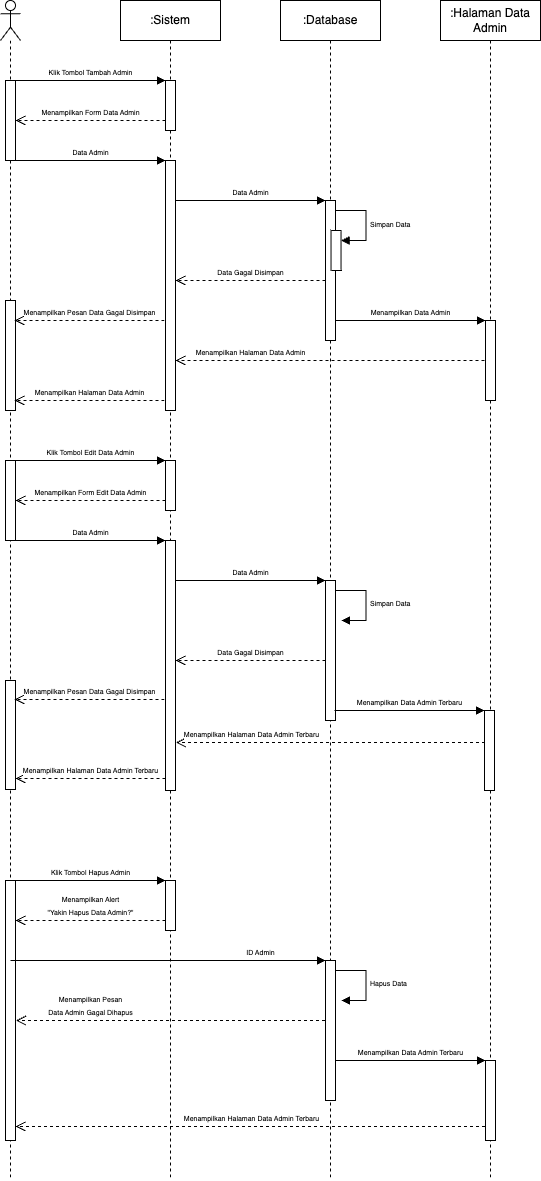 :Sistem
:Database
:Halaman Data
Admin
Klik Tombol Tambah Admin
Menampilkan Form Data Admin
Data Admin
Data Admin
Simpan Data
Data Gagal Disimpan
Menampilkan Pesan Data Gagal Disimpan
Menampilkan Data Admin
Menampilkan Halaman Data Admin
Menampilkan Halaman Data Admin
Klik Tombol Edit Data Admin
Menampilkan Form Edit Data Admin
Data Admin
Data Admin
Simpan Data
Data Gagal Disimpan
Menampilkan Pesan Data Gagal Disimpan
Menampilkan Data Admin Terbaru
Menampilkan Halaman Data Admin Terbaru
Menampilkan Halaman Data Admin Terbaru
Klik Tombol Hapus Admin
Menampilkan Alert
"Yakin Hapus Data Admin?"
ID Admin
Hapus Data
Menampilkan Pesan
Data Admin Gagal Dihapus
Menampilkan Data Admin Terbaru
Menampilkan Halaman Data Admin Terbaru